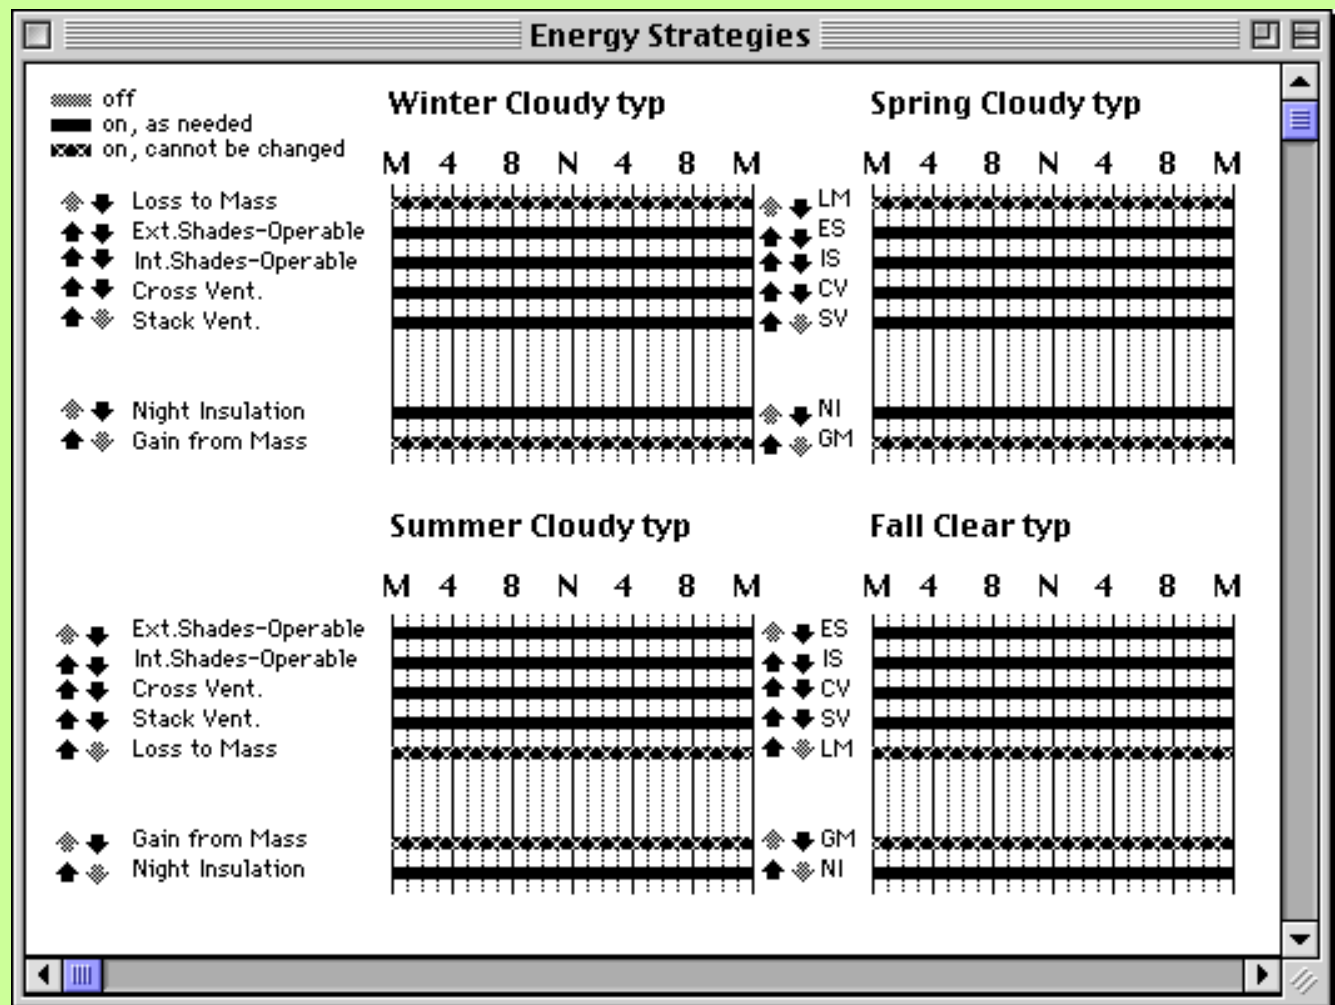 Energy Strategies
off
on, as needed
on, cannot be changed
Winter Cloudy typ
Spring Cloudy typ
M 4 8 N 4 8 M
M 4 8 N 4 8 M
Loss to Mass
Ext.Shades-Operable
Int.Shades-Operable
Cross Vent.
Stack Vent.
Night Insulation
Gain from Mass
LM
ES
IS
CV
SV
NI
GM
Summer Cloudy typ
Fall Clear typ
M 4 8 N 4 8 M
M 4 8 N 4 8 M
Ext.Shades-Operable
Int.Shades-Operable
Cross Vent.
Stack Vent.
Loss to Mass
Gain from Mass
Night Insulation
ES
IS
CV
SV
LM
GM
NI